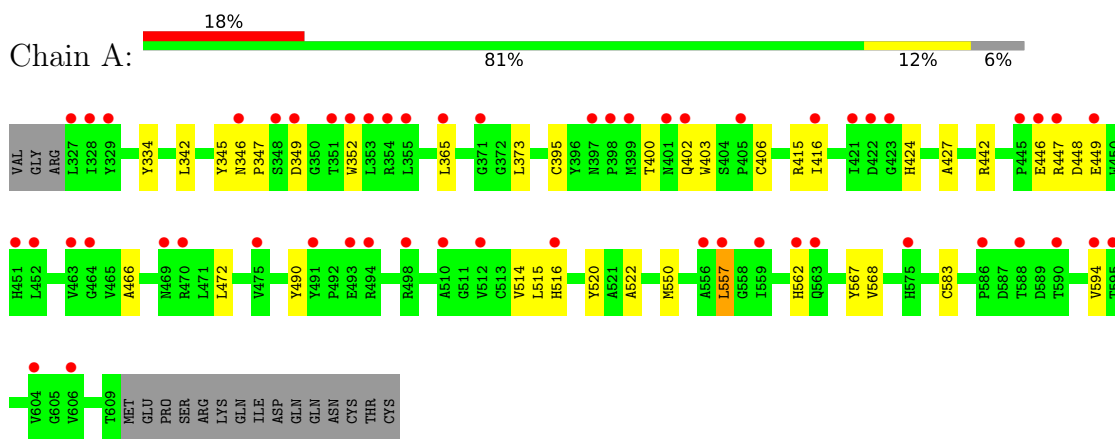 18%
Chain A:
81% 12% 6%
VAL GLY ARG L327 I328 Y329 Y334 L342 Y345 N346 P347 S348 D349 G350 T351 W352 L353 R354 L355 L365 G371 G372 L373 C395 Y396 N397 P398 M399 T400 N401 Q402 W403 S404 P405 C406 R415 I416 I421 D422 G423 H424 A427 R442 P445 E446 R447 D448 E449 W450
H451 L452 V463 G464 V465 A466 N469 R470 L471 L472 V475 Y490 Y491 P492 E493 R494 R498 A510 G511 V512 C513 V514 L515 H516 Y520 A521 A522 M550 A556 L557 G558 I559 H562 Q563 Y567 V568 H575 C583 P586 D587 T588 D589 T590 V594 T595
V604 G605 V606 T609 MET GLU PRO SER ARG LYS GLN ILE ASP GLN GLN ASN CYS THR CYS